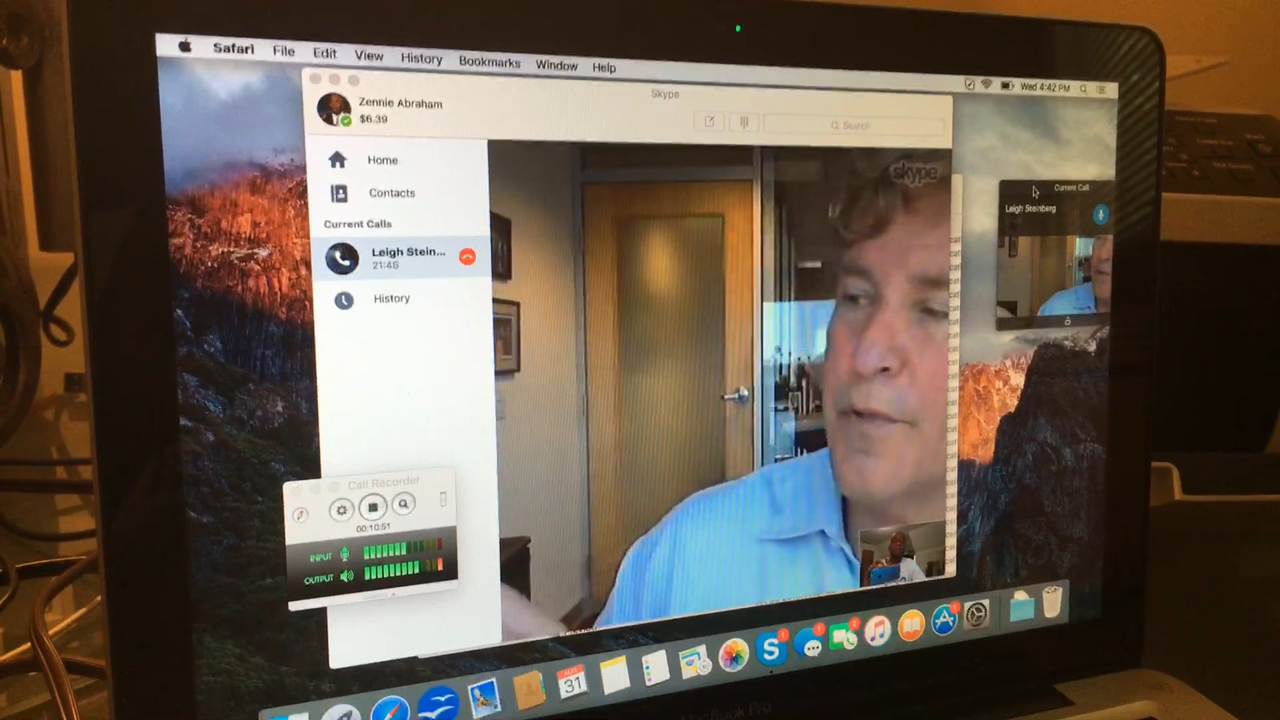 Safari File Edit View History Bookmarks Window Help
Wed 4:42 PM
Skype
Zennie Abraham
$6.39
Search
Home
Contacts
Current Calls
Leigh Stein...
21:46
History
skype
Current Call
Leigh Steinberg
Call Recorder
00:10:51
INPUT
OUTPUT
31
MacBook Pro